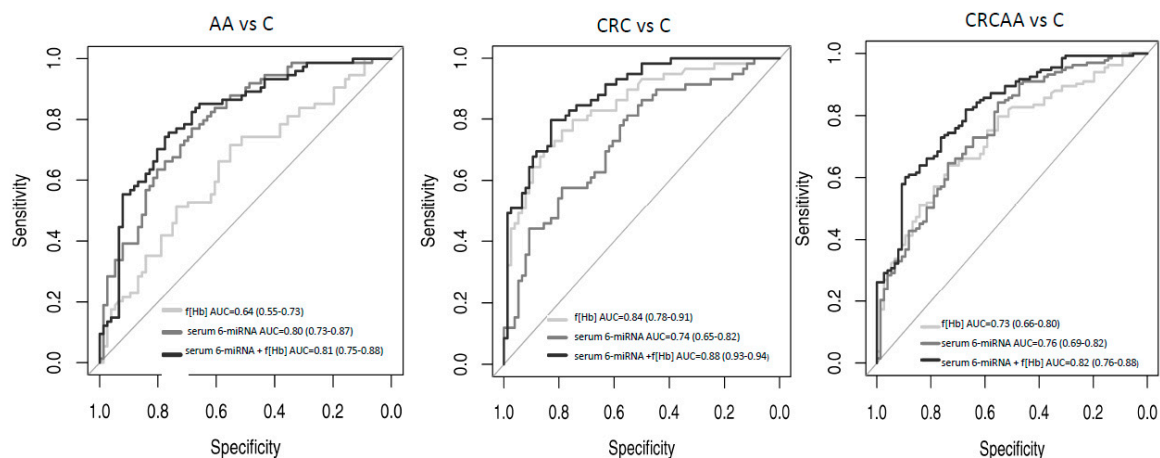 AA vs C
CRC vs C
CRCAA vs C
Sensitivity
1.0
0.8
0.6
0.4
0.2
0.0
f[Hb] AUC=0.64 (0.55-0.73)
serum 6-miRNA AUC=0.80 (0.73-0.87)
serum 6-miRNA + f[Hb] AUC=0.81 (0.75-0.88)
1.0 0.8 0.6 0.4 0.2 0.0
Specificity
Sensitivity
1.0
0.8
0.6
0.4
0.2
0.0
f[Hb] AUC=0.84 (0.78-0.91)
serum 6-miRNA AUC=0.74 (0.65-0.82)
serum 6-miRNA +f[Hb] AUC=0.88 (0.93-0.94)
1.0 0.8 0.6 0.4 0.2 0.0
Specificity
Sensitivity
1.0
0.8
0.6
0.4
0.2
0.0
f[Hb] AUC=0.73 (0.66-0.80)
serum 6-miRNA AUC=0.76 (0.69-0.82)
serum 6-miRNA + f[Hb] AUC=0.82 (0.76-0.88)
1.0 0.8 0.6 0.4 0.2 0.0
Specificity